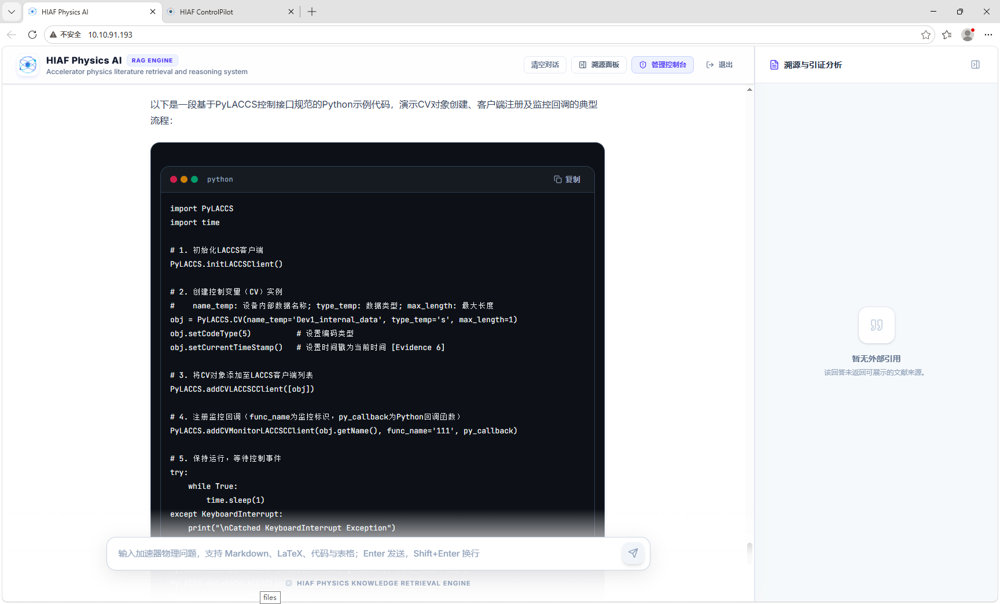 HIAF Physics AI
HIAF ControlPilot
不安全 10.10.91.193
HIAF Physics AI RAG ENGINE
Accelerator physics literature retrieval and reasoning system
清空对话
溯源面板
管理控制台
退出
溯源与引证分析
以下是一段基于PyLACCS控制接口规范的Python示例代码，演示CV对象创建、客户端注册及监控回调的典型
流程：
python
复制
import PyLACCS
import time
# 1. 初始化LACCS客户端
PyLACCS.initLACCSClient()
# 2. 创建控制变量（CV）实例
#    name_temp: 设备内部数据名称; type_temp: 数据类型; max_length: 最大长度
obj = PyLACCS.CV(name_temp='Dev1_internal_data', type_temp='s', max_length=1)
obj.setCodeType(5)          # 设置编码类型
obj.setCurrentTimeStamp()   # 设置时间戳为当前时间 [Evidence 6]
# 3. 将CV对象添加至LACCS客户端列表
PyLACCS.addCVLACCSCClient([obj])
# 4. 注册监控回调（func_name为监控标识，py_callback为Python回调函数）
PyLACCS.addCVMonitorLACCSCClient(obj.getName(), func_name='111', py_callback)
# 5. 保持运行，等待控制事件
try:
    while True:
        time.sleep(1)
except KeyboardInterrupt:
    print("\nCatched KeyboardInterrupt Exception")
输入加速器物理问题，支持 Markdown、LaTeX、代码与表格；Enter 发送，Shift+Enter 换行
HIAF PHYSICS KNOWLEDGE RETRIEVAL ENGINE
files
暂无外部引用
该回答未返回可展示的文献来源。